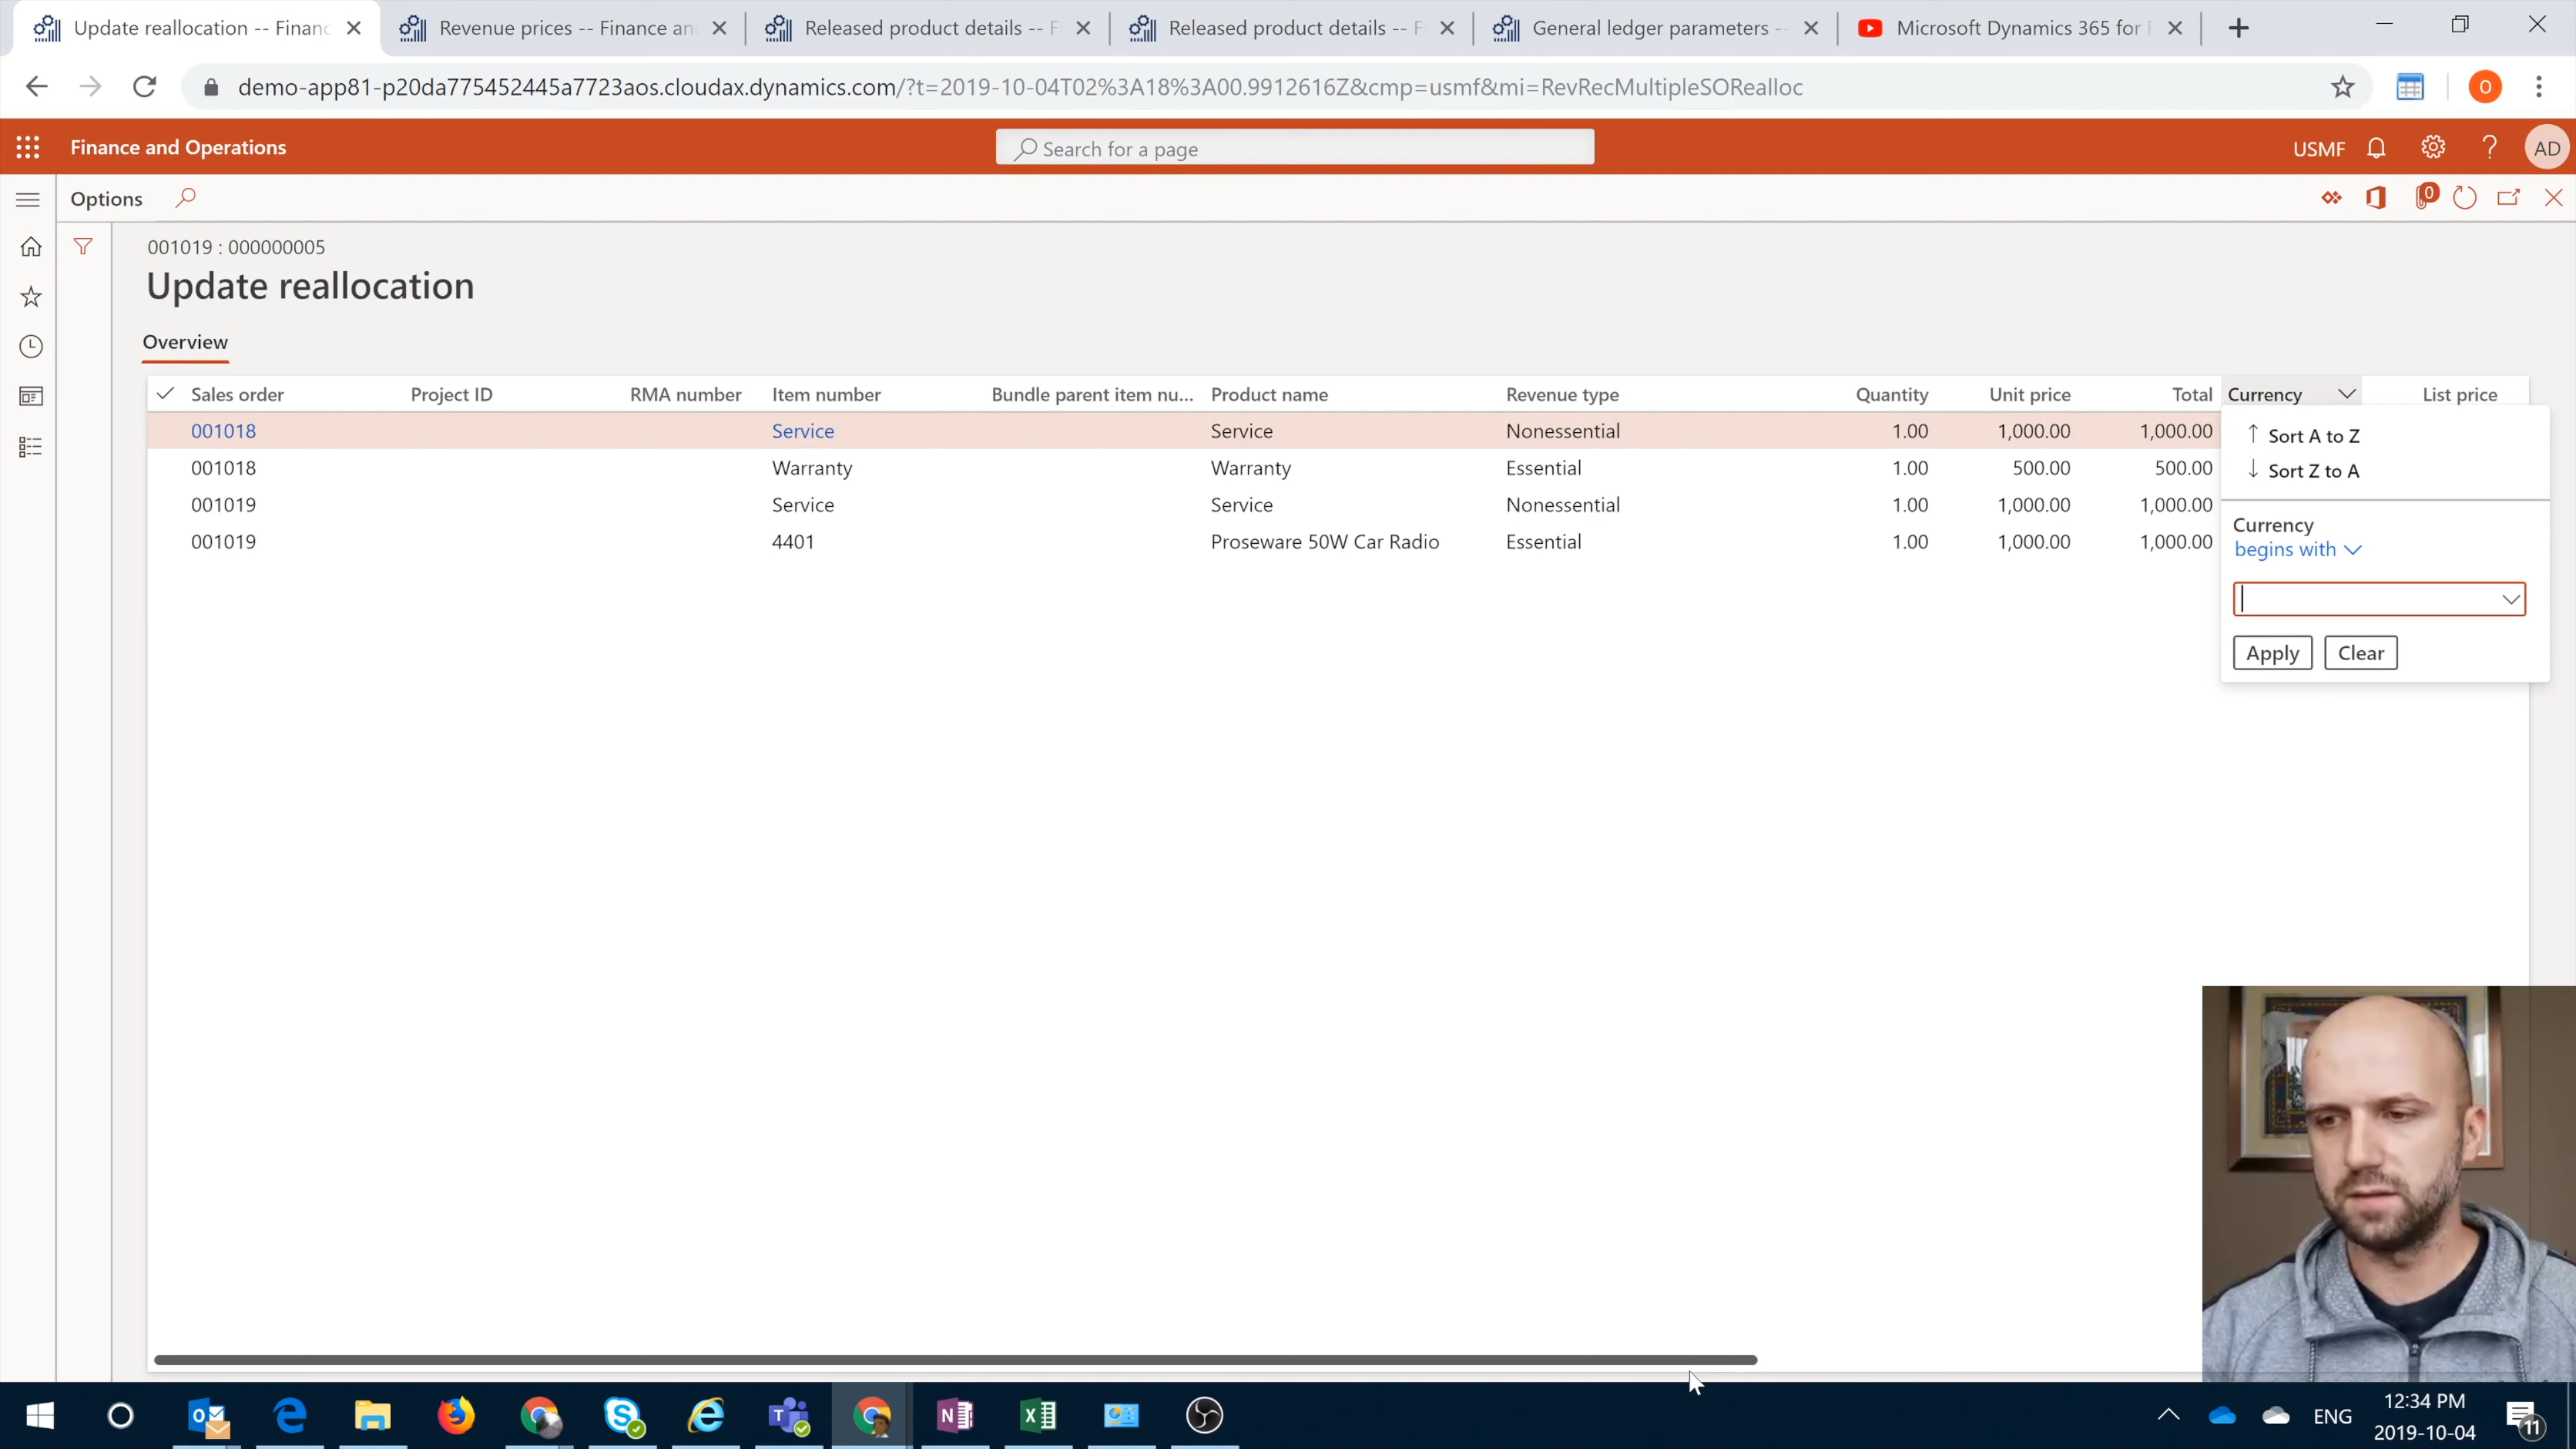 Update reallocation -- Financ
Revenue prices -- Finance an
Released product details -- F
Released product details -- F
General ledger parameters --
Microsoft Dynamics 365 for F
demo-app81-p20da775452445a7723aos.cloudax.dynamics.com/?t=2019-10-04T02%3A18%3A00.9912616Z&cmp=usmf&mi=RevRecMultipleSORealloc
O
Finance and Operations
Search for a page
USMF
AD
Options
0
001019 : 000000005
Update reallocation
Overview
Sales order Project ID RMA number Item number Bundle parent item nu... Product name Revenue type Quantity Unit price Total Currency List price
001018 Service Service Nonessential 1.00 1,000.00 1,000.00
001018 Warranty Warranty Essential 1.00 500.00 500.00
001019 Service Service Nonessential 1.00 1,000.00 1,000.00
001019 4401 Proseware 50W Car Radio Essential 1.00 1,000.00 1,000.00
Sort A to Z
Sort Z to A
Currency
begins with
Apply Clear
ENG
12:34 PM
2019-10-04
11